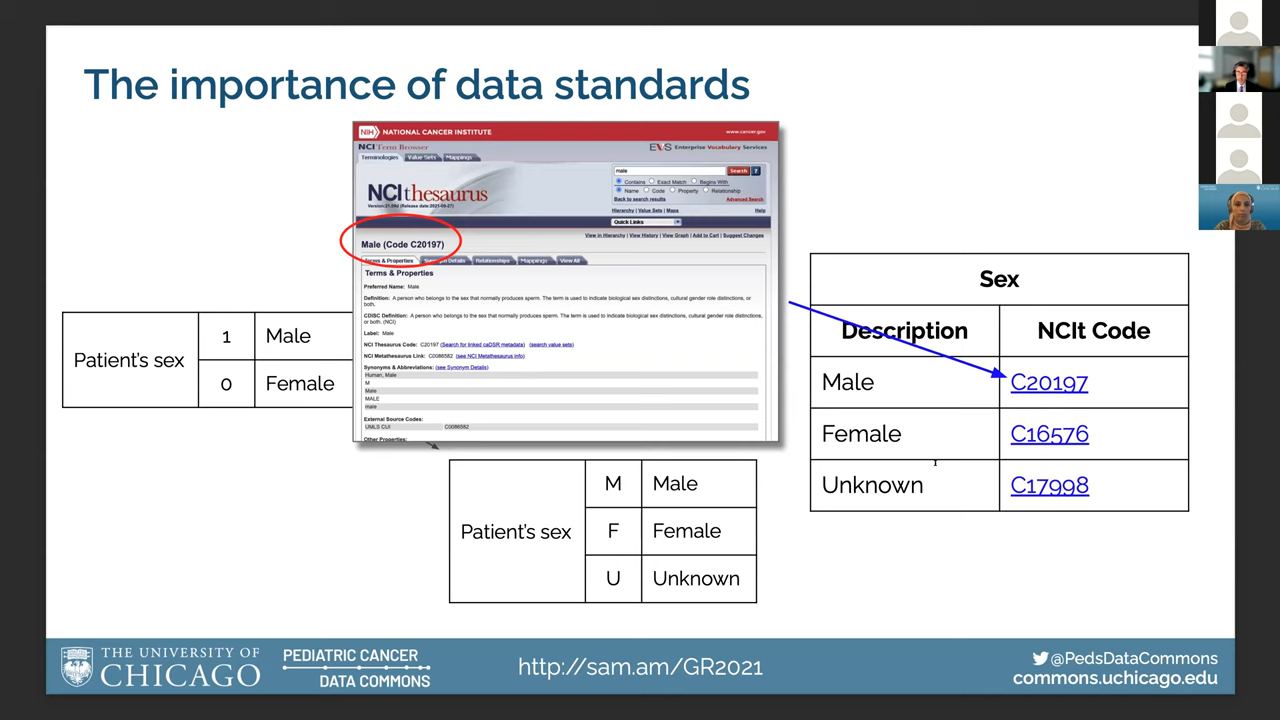 The importance of data standards
NIH NATIONAL CANCER INSTITUTE
www.cancer.gov
NCI Term Browser
EVS Enterprise Vocabulary Services
Terminologies Value Sets Mappings
male
Search ?
Contains Exact Match Begins With
Name Code Property Relationship
Back to search results Advanced Search
NCI thesaurus
Hierarchy | Value Sets | Maps Help
Quick Links
View in Hierarchy | View History | View Graph | Add to Cart | Suggest Changes
Male (Code C20197)
Terms & Properties Synonym Details Relationships Mappings View All
Terms & Properties
Preferred Name: Male
Definition: A person who belongs to the sex that normally produces sperm. The term is used to indicate biological sex distinctions, cultural gender role distinctions, or
both.
CDISC Definition: A person who belongs to the sex that normally produces sperm. The term is used to indicate biological sex distinctions, cultural gender role distinctions,
or both. (NCI)
Label: Male
NCI Thesaurus Code: C20197 (Search for linked caDSR metadata) (search value sets)
NCI Metathesaurus Link: C0086582 (see NCI Metathesaurus info)
Synonyms & Abbreviations: (see Synonym Details)
Human, Male
M
Male
MALE
male
External Source Codes:
UMLS CUI C0086582
Other Properties:
Patient's sex
1 Male
0 Female
Patient's sex
M Male
F Female
U Unknown
Sex
Description NCIt Code
Male C20197
Female C16576
Unknown C17998
THE UNIVERSITY OF
CHICAGO
PEDIATRIC CANCER
DATA COMMONS
http://sam.am/GR2021
@PedsDataCommons
commons.uchicago.edu